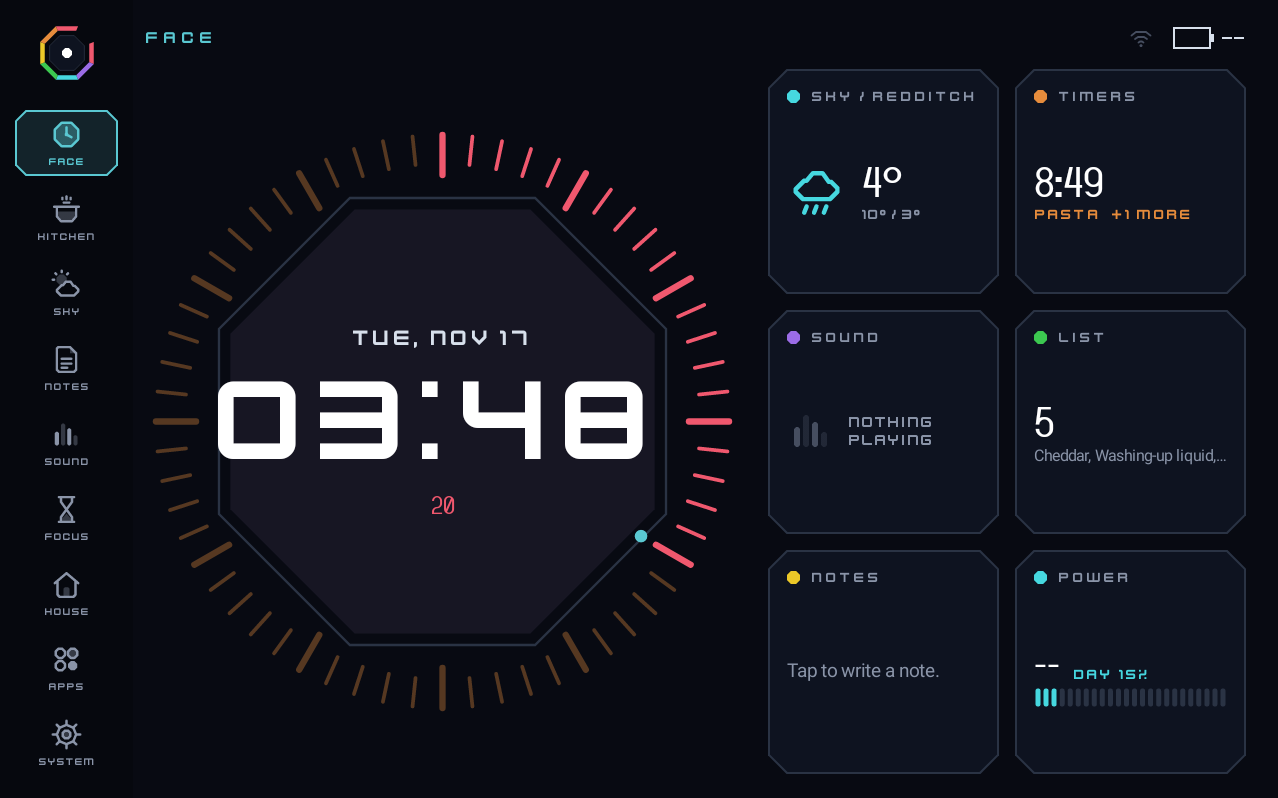 FACE
--
FACE
KITCHEN
SKY
NOTES
SOUND
FOCUS
HOUSE
APPS
SYSTEM
TUE, NOV 17
03:48
20
SKY / REDDITCH
4°
10° / 3°
TIMERS
8:49
PASTA +1 MORE
SOUND
NOTHING
PLAYING
LIST
5
Cheddar, Washing-up liquid,...
NOTES
Tap to write a note.
POWER
-- DAY 15%